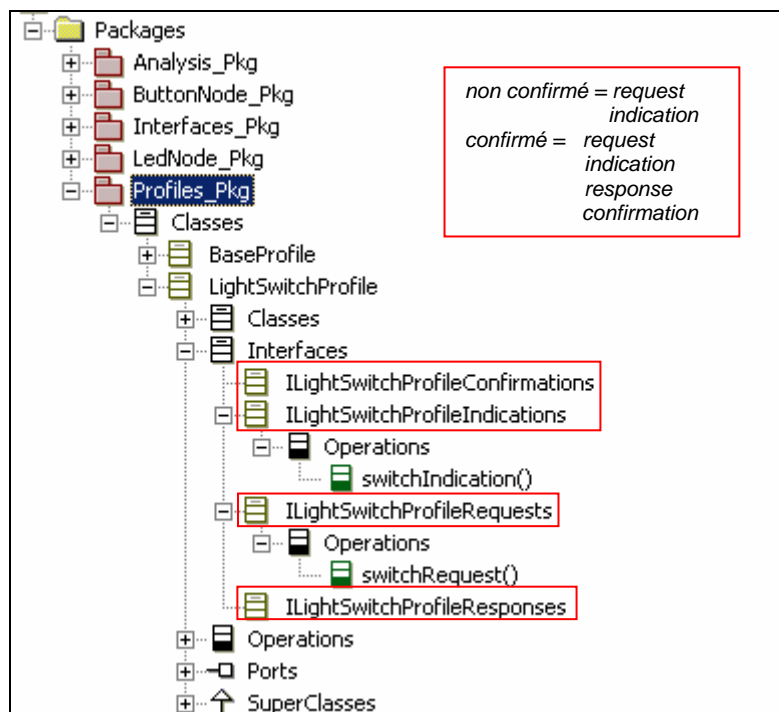 Packages
Analysis_Pkg
ButtonNode_Pkg
Interfaces_Pkg
LedNode_Pkg
Profiles_Pkg
Classes
BaseProfile
LightSwitchProfile
Classes
Interfaces
ILightSwitchProfileConfirmations
ILightSwitchProfileIndications
Operations
switchIndication()
ILightSwitchProfileRequests
Operations
switchRequest()
ILightSwitchProfileResponses
Operations
Ports
SuperClasses
non confirmé = request
indication
confirmé = request
indication
response
confirmation